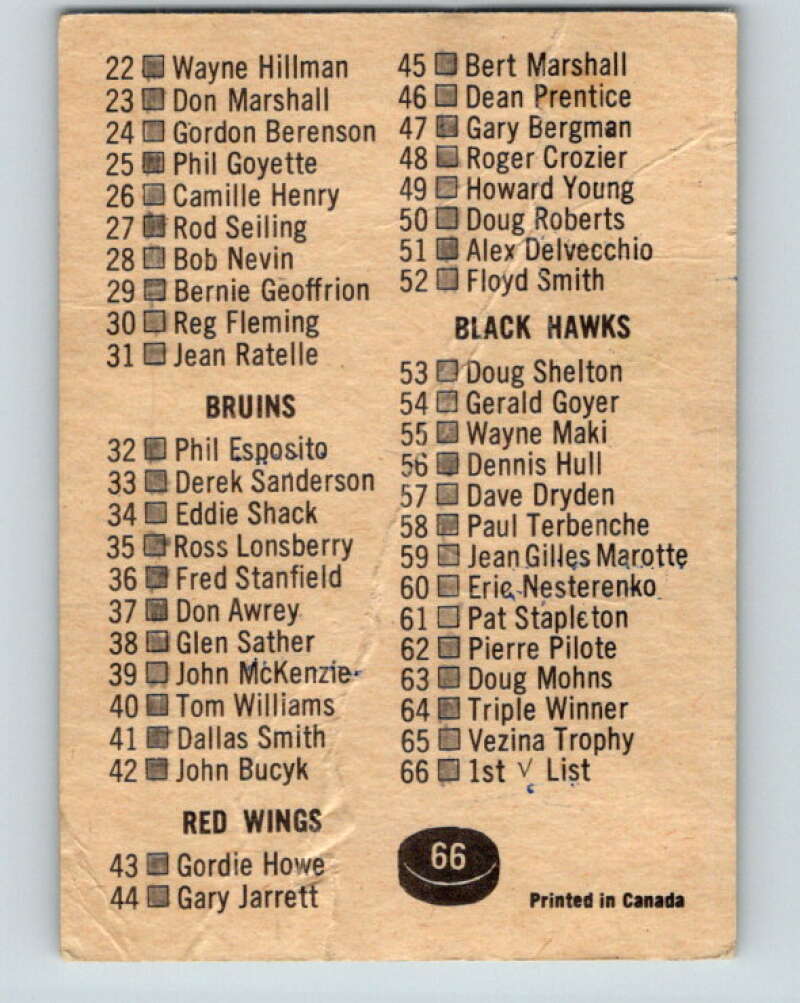 22 Wayne Hillman
23 Don Marshall
24 Gordon Berenson
25 Phil Goyette
26 Camille Henry
27 Rod Seiling
28 Bob Nevin
29 Bernie Geoffrion
30 Reg Fleming
31 Jean Ratelle
BRUINS
32 Phil Esposito
33 Derek Sanderson
34 Eddie Shack
35 Ross Lonsberry
36 Fred Stanfield
37 Don Awrey
38 Glen Sather
39 John McKenzie
40 Tom Williams
41 Dallas Smith
42 John Bucyk
RED WINGS
43 Gordie Howe
44 Gary Jarrett
45 Bert Marshall
46 Dean Prentice
47 Gary Bergman
48 Roger Crozier
49 Howard Young
50 Doug Roberts
51 Alex Delvecchio
52 Floyd Smith
BLACK HAWKS
53 Doug Shelton
54 Gerald Goyer
55 Wayne Maki
56 Dennis Hull
57 Dave Dryden
58 Paul Terbenche
59 Jean Gilles Marotte
60 Eric Nesterenko
61 Pat Stapleton
62 Pierre Pilote
63 Doug Mohns
64 Triple Winner
65 Vezina Trophy
66 1st √ List
66
Printed in Canada